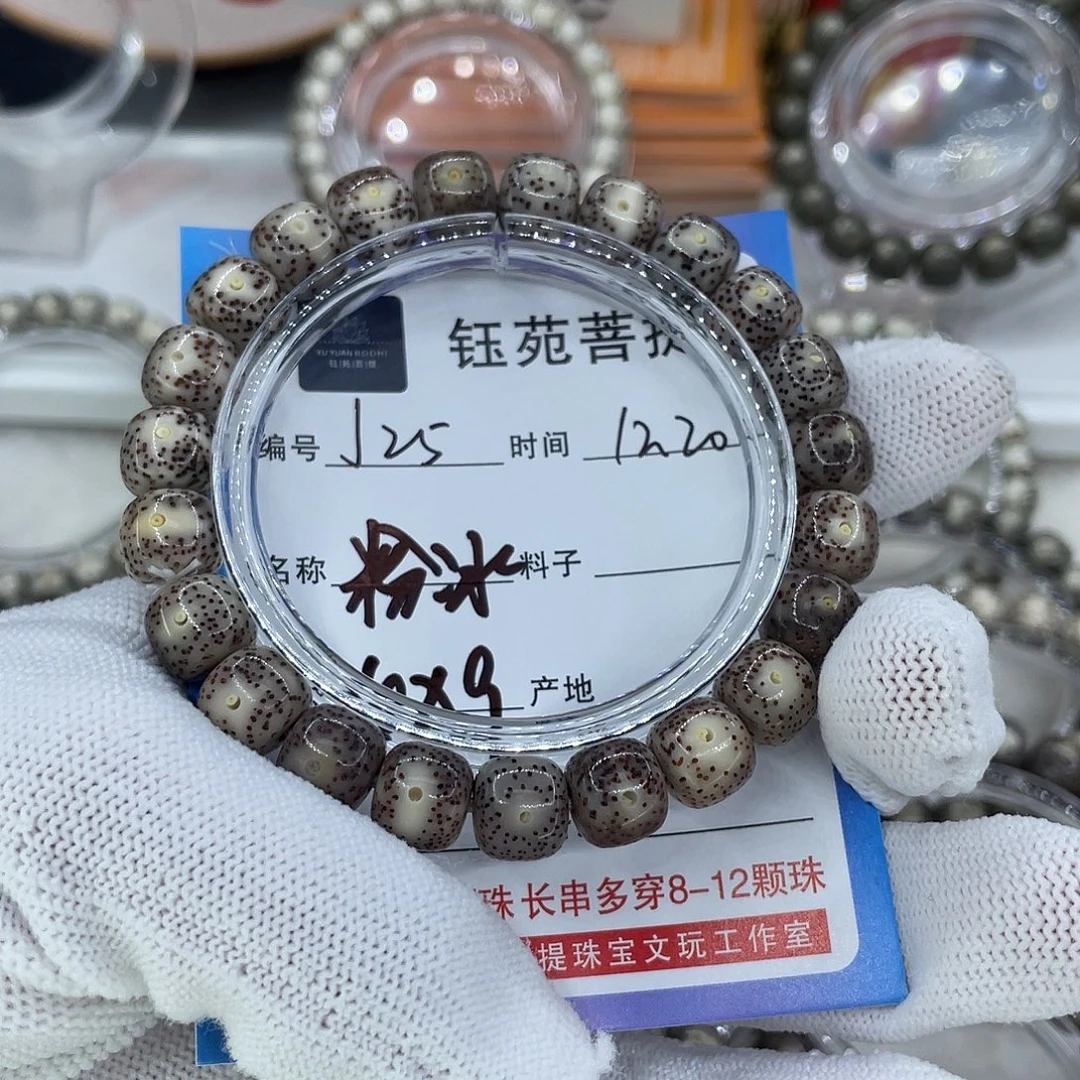 YU YUAN BODHI
钰苑菩提
编号 J25 时间 12.20
名称 粉冰 料子
x9 产地
珠长串多穿8-12颗珠
提珠宝文玩工作室